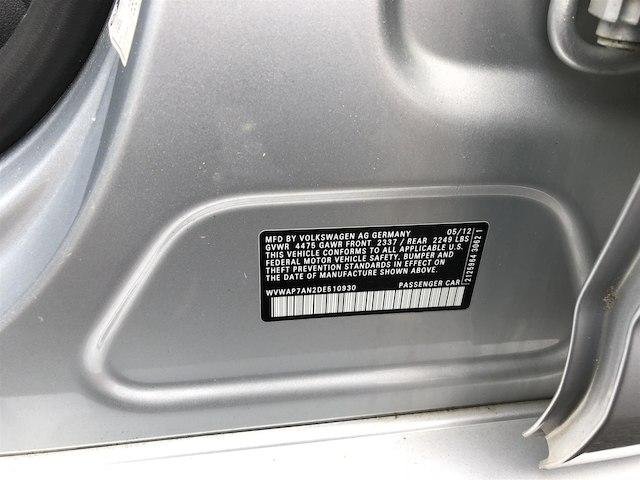 MFD BY VOLKSWAGEN AG GERMANY 05/12
GVWR 4475 GAWR FRONT 2337 / REAR 2249 LBS
THIS VEHICLE CONFORMS TO ALL APPLICABLE U.S.
FEDERAL MOTOR VEHICLE SAFETY, BUMPER AND
THEFT PREVENTION STANDARDS IN EFFECT ON
THE DATE OF MANUFACTURE SHOWN ABOVE.
WVWAP7AN2DE510930 PASSENGER CAR
2125964 30621